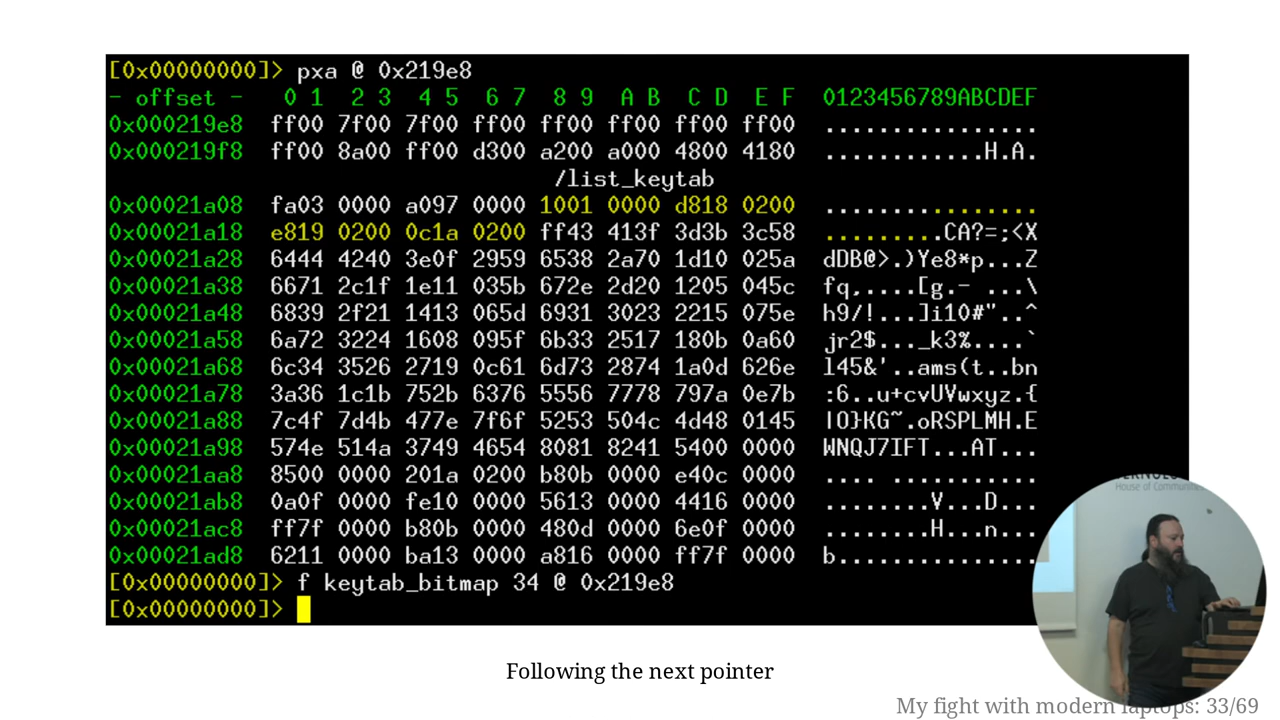 [0x00000000]> pxa @ 0x219e8
- offset -   0 1  2 3  4 5  6 7  8 9  A B  C D  E F  0123456789ABCDEF
0x000219e8  ff00 7f00 7f00 ff00 ff00 ff00 ff00 ff00  ................
0x000219f8  ff00 8a00 ff00 d300 a200 a000 4800 4180  ............H.A.
/list_keytab
0x00021a08  fa03 0000 a097 0000 1001 0000 d818 0200  ................
0x00021a18  e819 0200 0c1a 0200 ff43 413f 3d3b 3c58  .........CA?=;<X
0x00021a28  6444 4240 3e0f 2959 6538 2a70 1d10 025a  dDB@>.)Ye8*p...Z
0x00021a38  6671 2c1f 1e11 035b 672e 2d20 1205 045c  fq,....[g.- ...\
0x00021a48  6839 2f21 1413 065d 6931 3023 2215 075e  h9/!...]i10#"..^
0x00021a58  6a72 3224 1608 095f 6b33 2517 180b 0a60  jr2$..._k3%....`
0x00021a68  6c34 3526 2719 0c61 6d73 2874 1a0d 626e  l45&'..ams(t..bn
0x00021a78  3a36 1c1b 752b 6376 5556 7778 797a 0e7b  :6..u+cvUVwxyz.{
0x00021a88  7c4f 7d4b 477e 7f6f 5253 504c 4d48 0145  |O}KG~.oRSPLMH.E
0x00021a98  574e 514a 3749 4654 8081 8241 5400 0000  WNQJ7IFT...AT...
0x00021aa8  8500 0000 201a 0200 b80b 0000 e40c 0000  .... ...........
0x00021ab8  0a0f 0000 fe10 0000 5613 0000 4416 0000  ........V...D...
0x00021ac8  ff7f 0000 b80b 0000 480d 0000 6e0f 0000  ........H...n...
0x00021ad8  6211 0000 ba13 0000 a816 0000 ff7f 0000  b...............
[0x00000000]> f keytab_bitmap 34 @ 0x219e8
[0x00000000]>
House of Communi
Following the next pointer
My fight with modern laptops: 33/69